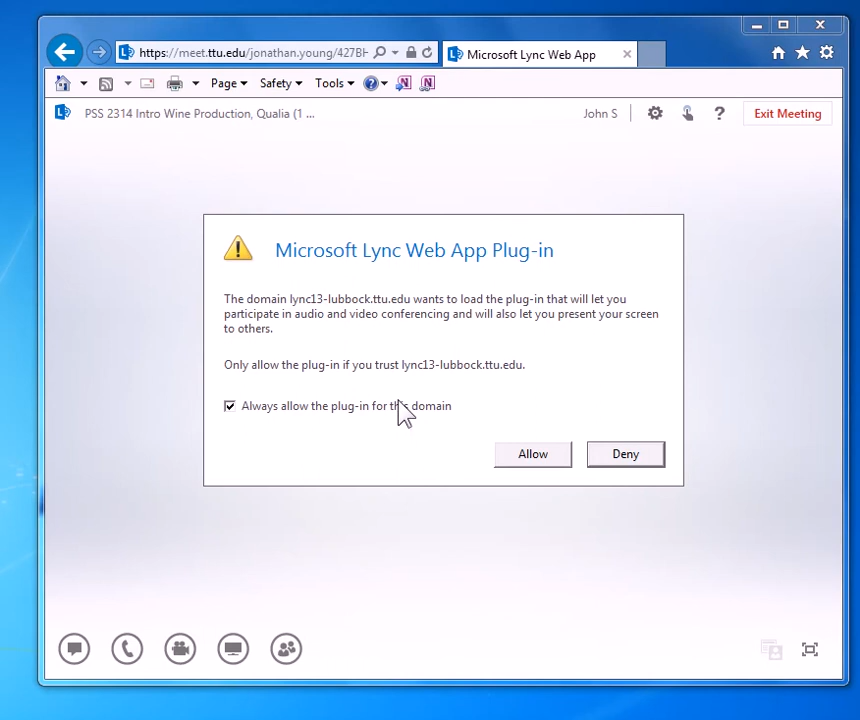 https://meet.ttu.edu/jonathan.young/427BH
Microsoft Lync Web App
Page
Safety
Tools
PSS 2314 Intro Wine Production, Qualia (1 ...
John S
?
Exit Meeting
Microsoft Lync Web App Plug-in
The domain lync13-lubbock.ttu.edu wants to load the plug-in that will let you
participate in audio and video conferencing and will also let you present your screen
to others.
Only allow the plug-in if you trust lync13-lubbock.ttu.edu.
Always allow the plug-in for this domain
Allow
Deny